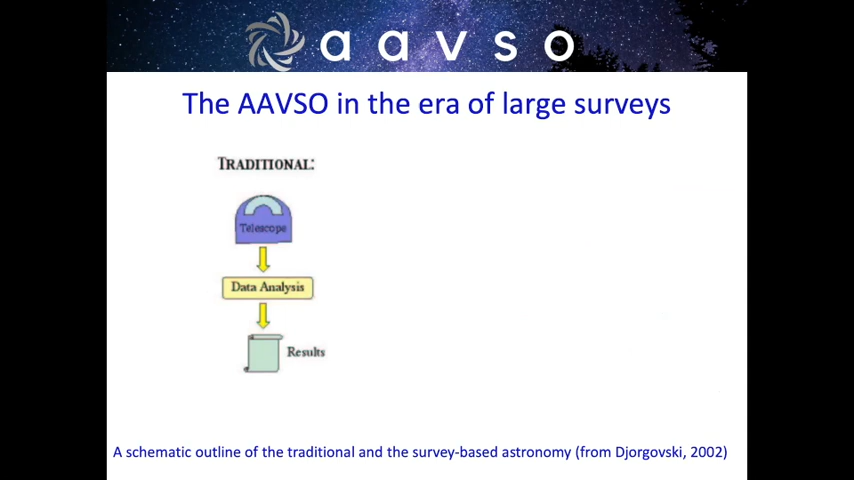 aavso
The AAVSO in the era of large surveys
TRADITIONAL:
Telescope
Data Analysis
Results
A schematic outline of the traditional and the survey-based astronomy (from Djorgovski, 2002)